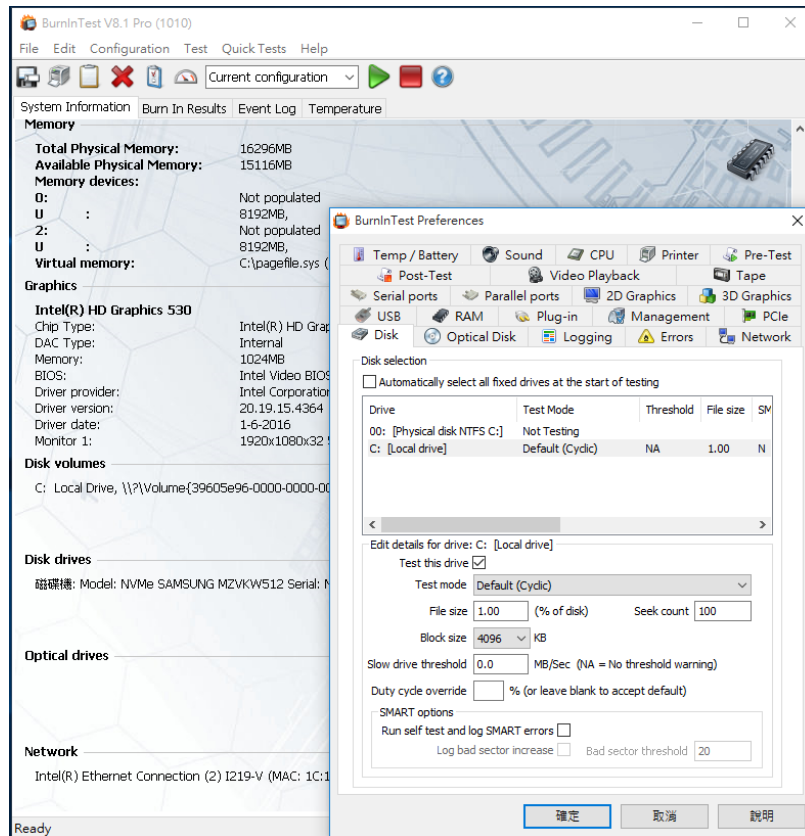 BurnInTest V8.1 Pro (1010)
File Edit Configuration Test Quick Tests Help
Current configuration
System Information Burn In Results Event Log Temperature
Memory
Total Physical Memory: 16296MB
Available Physical Memory: 15116MB
Memory devices:
0: Not populated
U : 8192MB,
2: Not populated
U : 8192MB,
Virtual memory: C:\pagefile.sys (
Graphics
Intel(R) HD Graphics 530
Chip Type: Intel(R) HD Grap
DAC Type: Internal
Memory: 1024MB
BIOS: Intel Video BIOS
Driver provider: Intel Corporation
Driver version: 20.19.15.4364
Driver date: 1-6-2016
Monitor 1: 1920x1080x32
Disk volumes
C: Local Drive, \\?\Volume{39605e96-0000-0000-00
Disk drives
磁碟機: Model: NVMe SAMSUNG MZVKW512 Serial:
Optical drives
Network
Intel(R) Ethernet Connection (2) I219-V (MAC: 1C:1
Ready
BurnInTest Preferences
Temp / Battery Sound CPU Printer Pre-Test
Post-Test Video Playback Tape
Serial ports Parallel ports 2D Graphics 3D Graphics
USB RAM Plug-in Management PCIe
Disk Optical Disk Logging Errors Network
Disk selection
Automatically select all fixed drives at the start of testing
Drive Test Mode Threshold File size SM
00: [Physical disk NTFS C:] Not Testing
C: [Local drive] Default (Cyclic) NA 1.00 N
Edit details for drive: C: [Local drive]
Test this drive
Test mode Default (Cyclic)
File size 1.00 (% of disk) Seek count 100
Block size 4096 KB
Slow drive threshold 0.0 MB/Sec (NA = No threshold warning)
Duty cycle override % (or leave blank to accept default)
SMART options
Run self test and log SMART errors
Log bad sector increase Bad sector threshold 20
確定 取消 說明